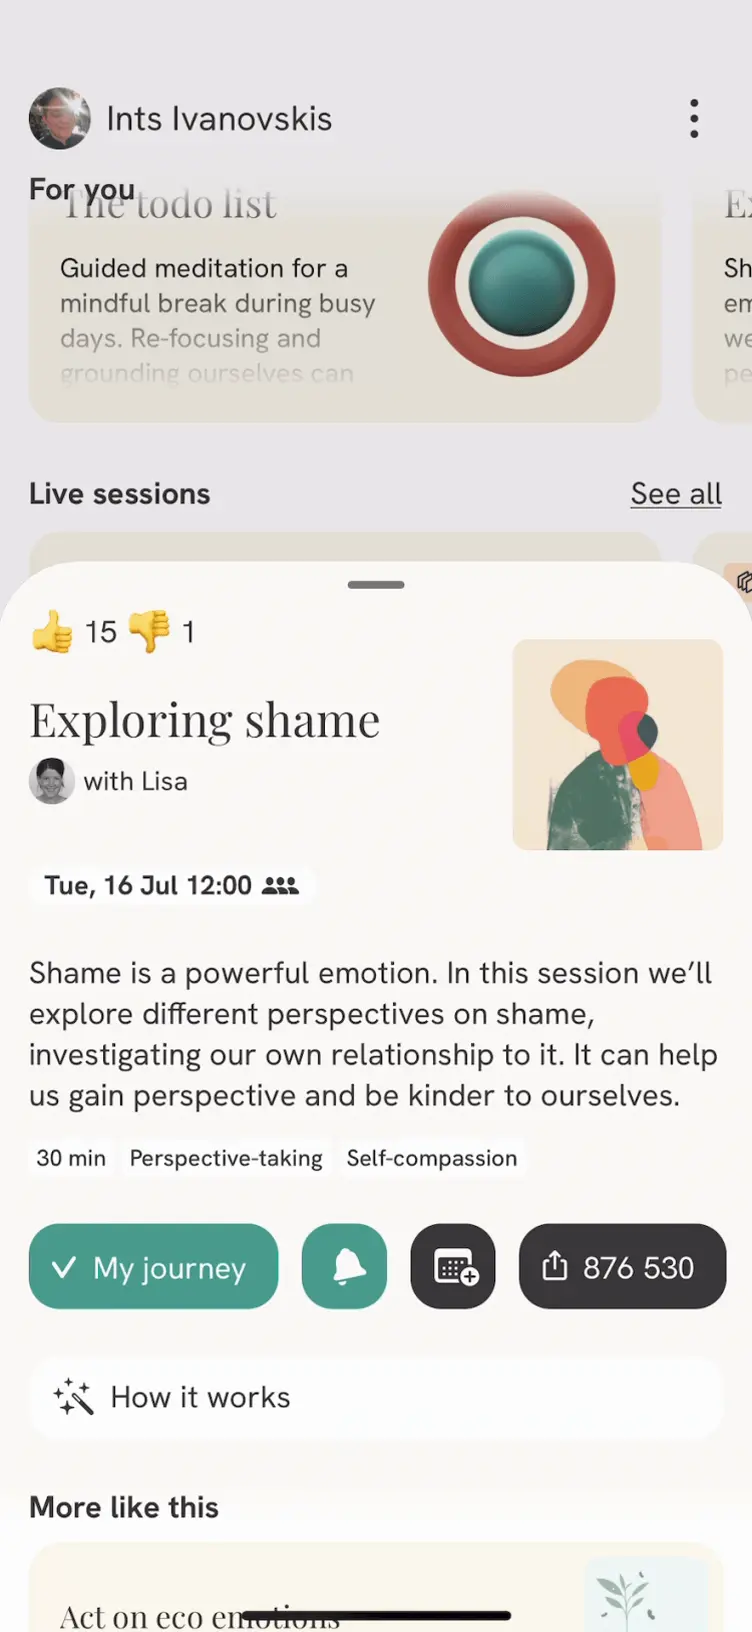 Ints Ivanovskis
For you
The todo list
Ex
Guided meditation for a
mindful break during busy
days. Re-focusing and
grounding ourselves can
Sh
em
we
pe
Live sessions
See all
👍 15 👎 1
Exploring shame
with Lisa
Tue, 16 Jul 12:00
Shame is a powerful emotion. In this session we’ll
explore different perspectives on shame,
investigating our own relationship to it. It can help
us gain perspective and be kinder to ourselves.
30 min Perspective-taking Self-compassion
My journey
876 530
How it works
More like this
Act on eco emotions